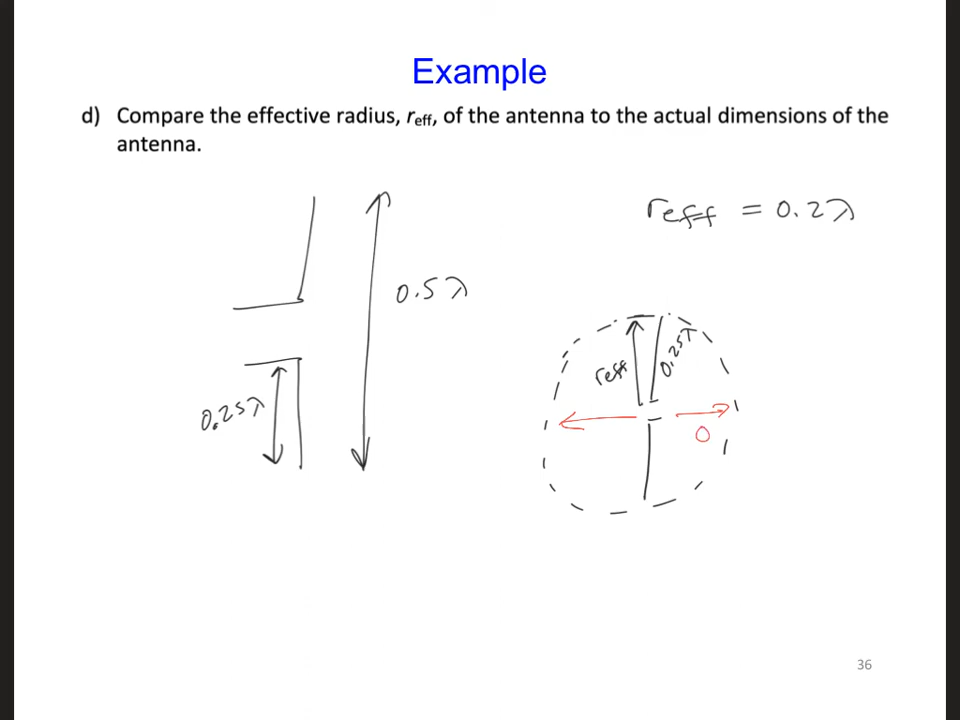 Example
d) Compare the effective radius, reff, of the antenna to the actual dimensions of the
antenna.
reff = 0.2λ
0.5λ
0.25λ
reff
0.25λ
0
36